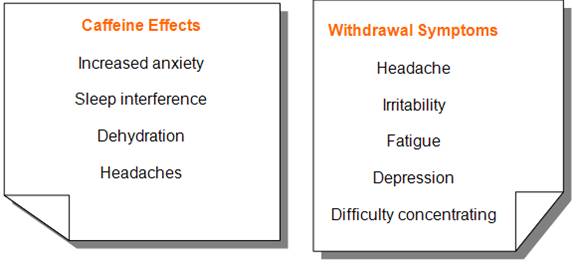 Caffeine Effects
Increased anxiety
Sleep interference
Dehydration
Headaches
Withdrawal Symptoms
Headache
Irritability
Fatigue
Depression
Difficulty concentrating